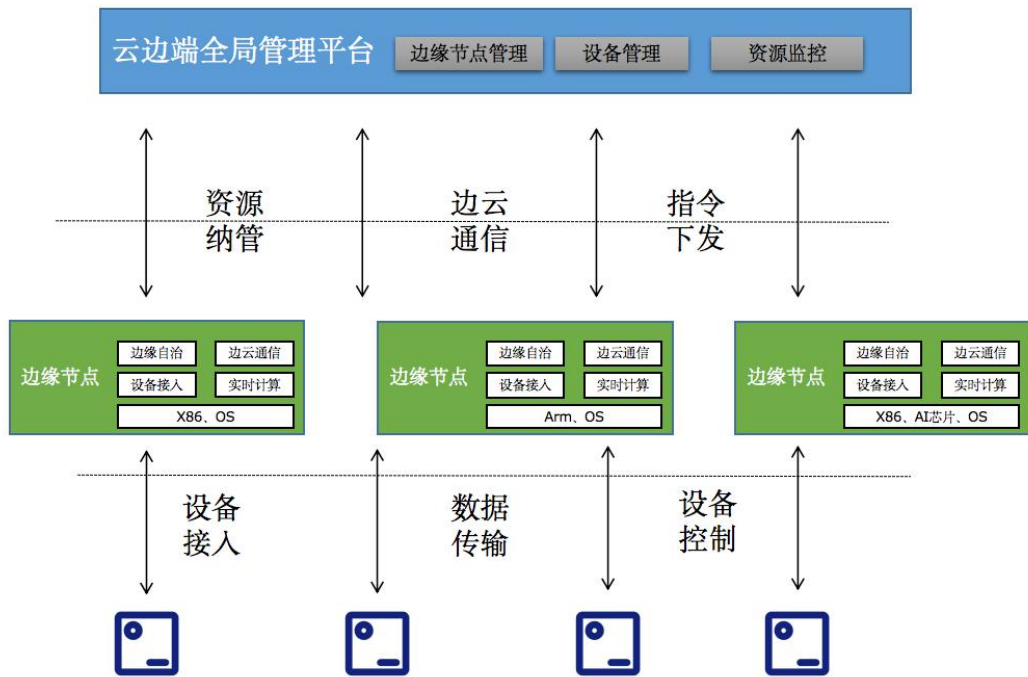 云边端全局管理平台
边缘节点管理
设备管理
资源监控
资源
纳管
边云
通信
指令
下发
边缘节点
边缘自治
边云通信
设备接入
实时计算
X86、OS
边缘节点
边缘自治
边云通信
设备接入
实时计算
Arm、OS
边缘节点
边缘自治
边云通信
设备接入
实时计算
X86、AI芯片、OS
设备
接入
数据
传输
设备
控制